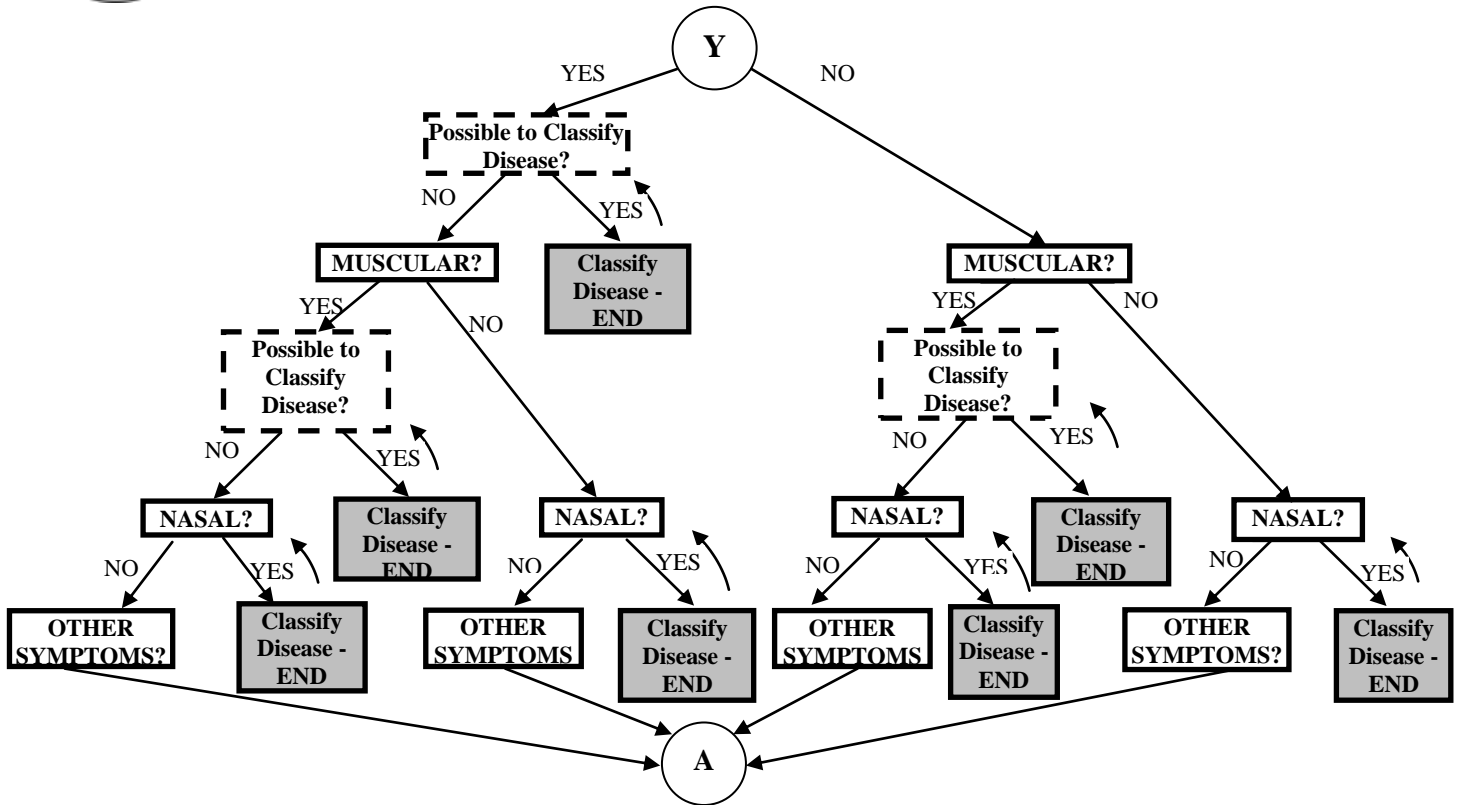 Y
YES
NO
Possible to Classify
Disease?
NO
YES
MUSCULAR?
Classify
Disease -
END
MUSCULAR?
YES
NO
YES
NO
Possible to
Classify
Disease?
Possible to
Classify
Disease?
NO
YES
NO
YES
NASAL?
Classify
Disease -
END
NASAL?
NASAL?
Classify
Disease -
END
NASAL?
NO
YES
NO
YES
NO
YES
NO
YES
OTHER
SYMPTOMS?
Classify
Disease -
END
OTHER
SYMPTOMS
Classify
Disease -
END
OTHER
SYMPTOMS
Classify
Disease -
END
OTHER
SYMPTOMS?
Classify
Disease -
END
A